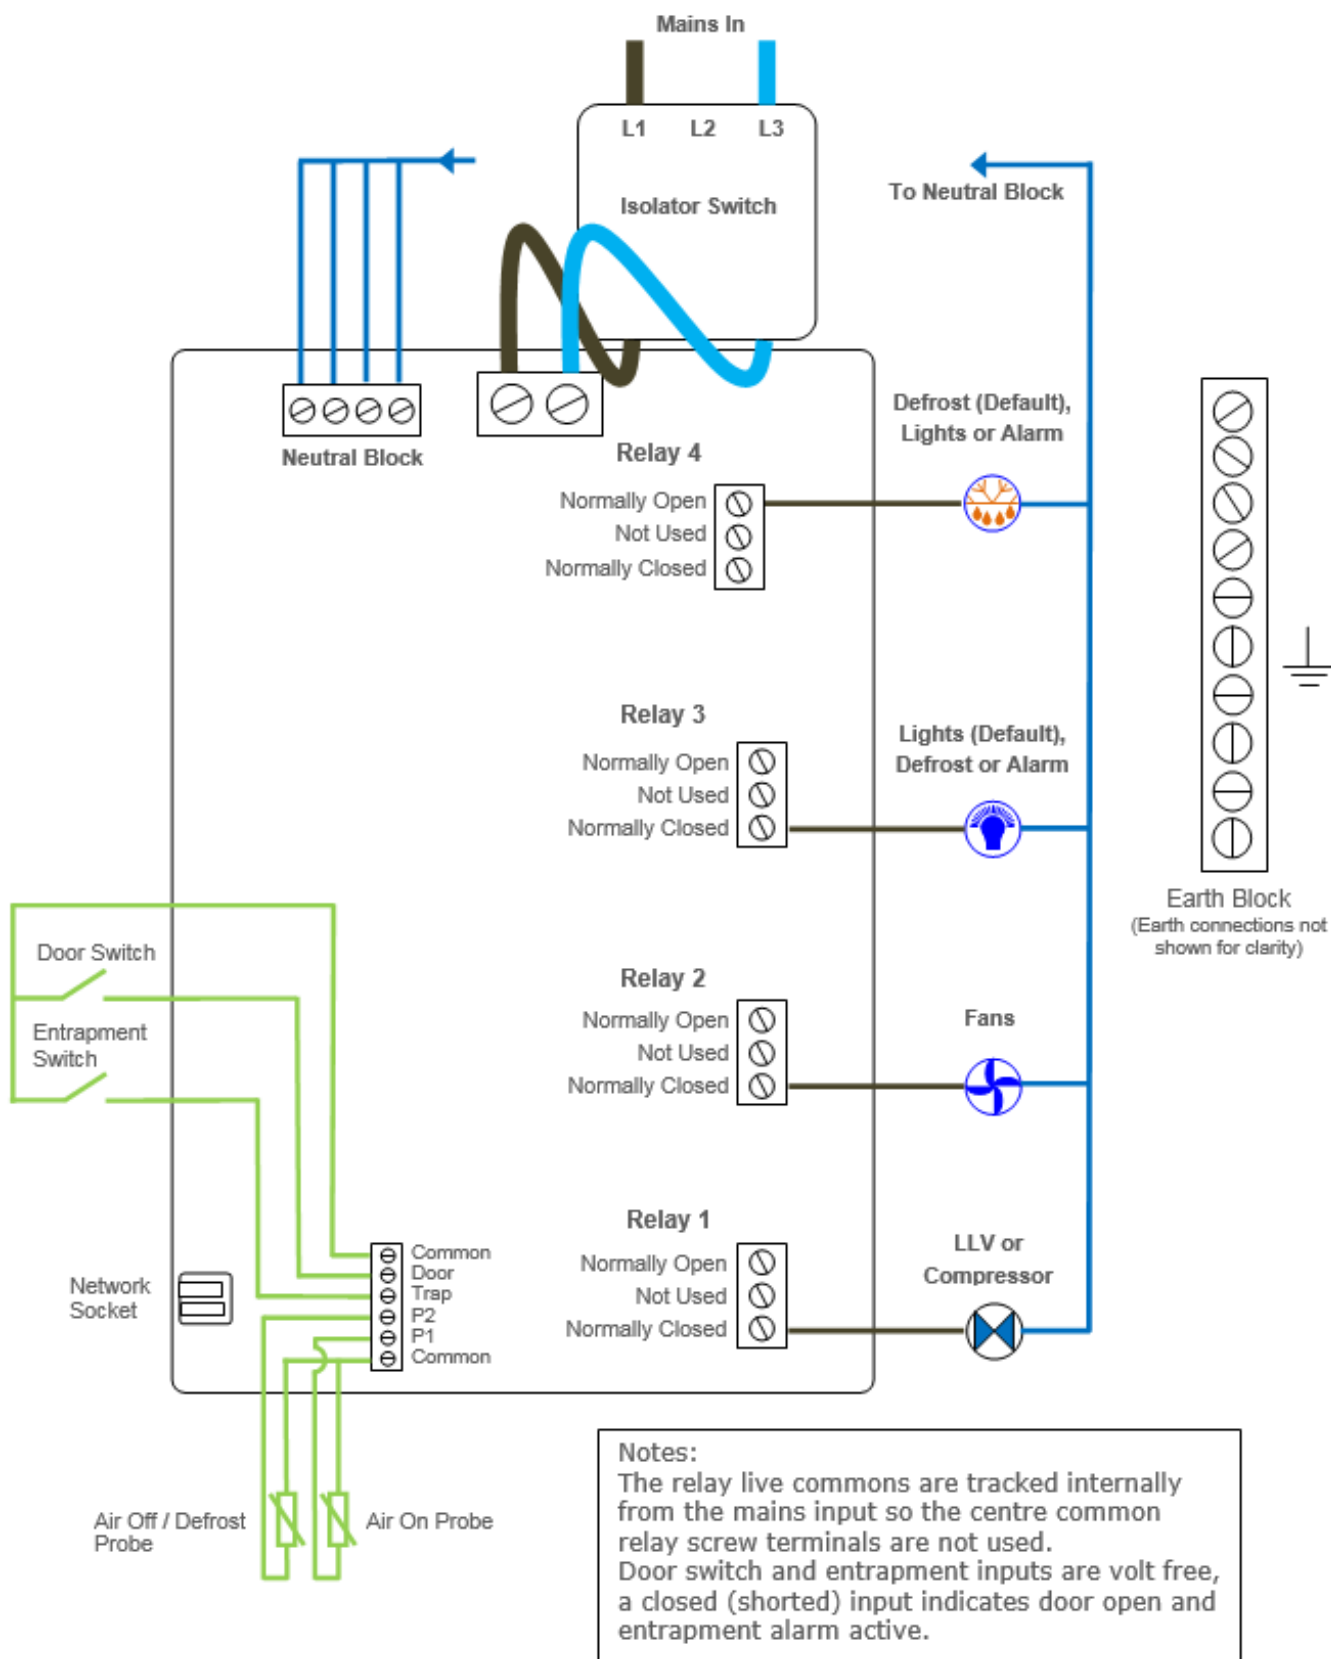 Mains In
L1 L2 L3
Isolator Switch
To Neutral Block
Neutral Block
Defrost (Default),
Lights or Alarm
Relay 4
Normally Open
Not Used
Normally Closed
Relay 3
Normally Open
Not Used
Normally Closed
Lights (Default),
Defrost or Alarm
Earth Block
(Earth connections not
shown for clarity)
Door Switch
Entrapment
Switch
Relay 2
Normally Open
Not Used
Normally Closed
Fans
Relay 1
Normally Open
Not Used
Normally Closed
LLV or
Compressor
Network
Socket
Common
Door
Trap
P2
P1
Common
Air Off / Defrost
Probe
Air On Probe
Notes:
The relay live commons are tracked internally
from the mains input so the centre common
relay screw terminals are not used.
Door switch and entrapment inputs are volt free,
a closed (shorted) input indicates door open and
entrapment alarm active.